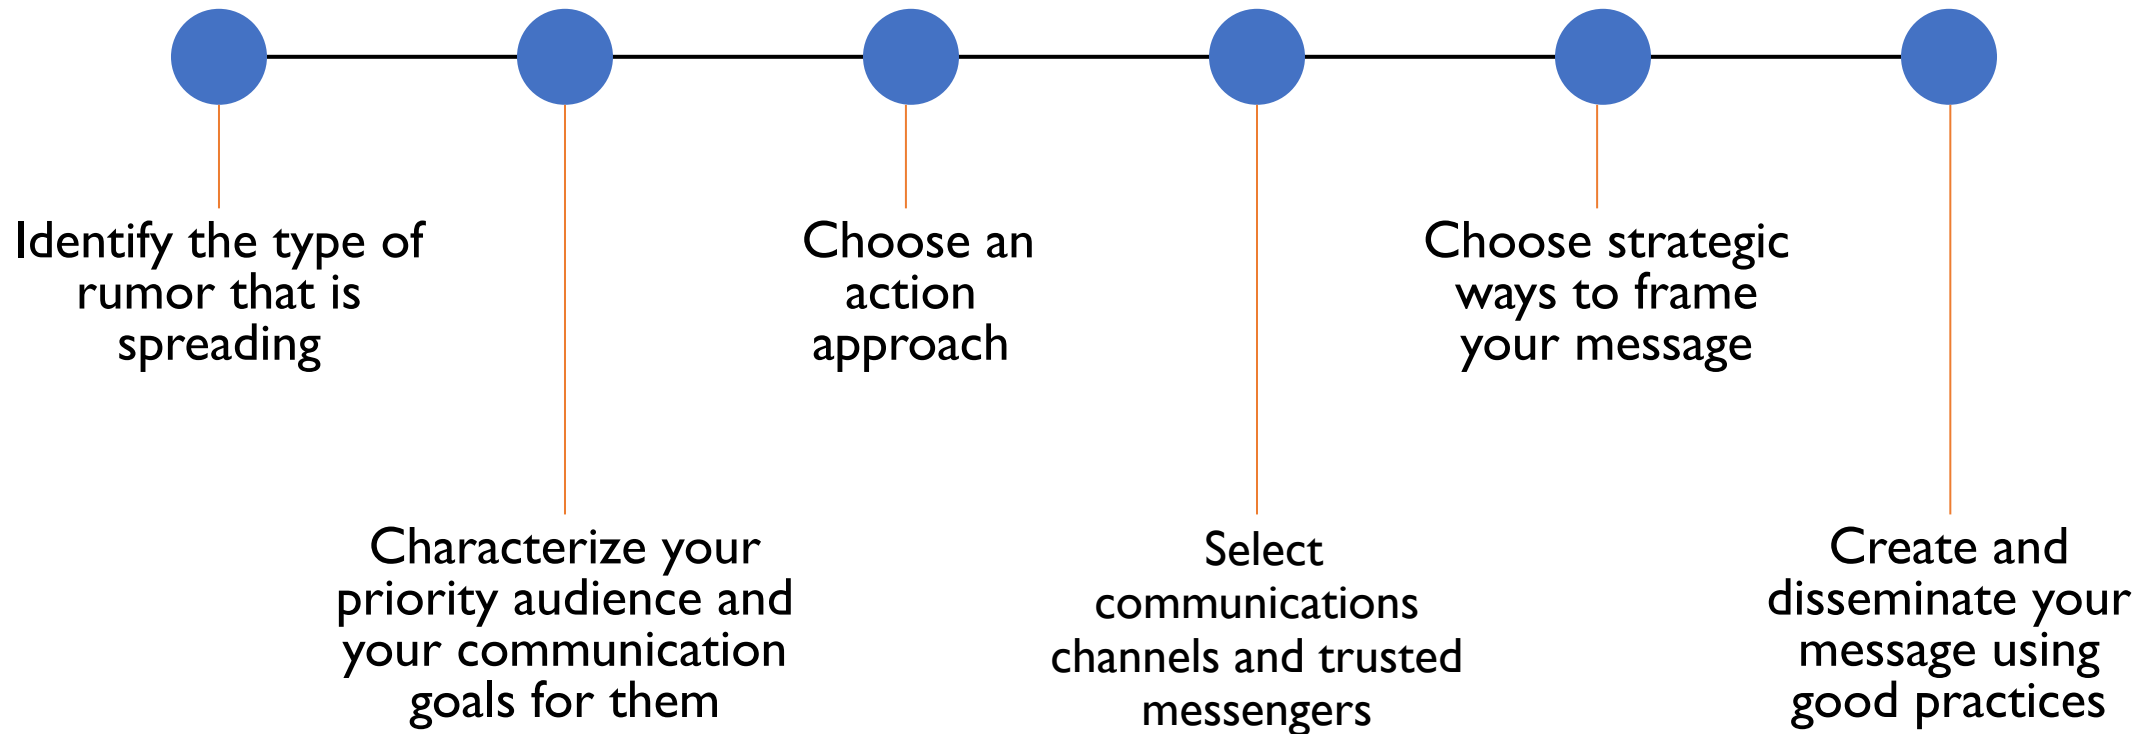 Identify the type of
rumor that is
spreading
Characterize your
priority audience and
your communication
goals for them
Choose an
action
approach
Select
communications
channels and trusted
messengers
Choose strategic
ways to frame
your message
Create and
disseminate your
message using
good practices